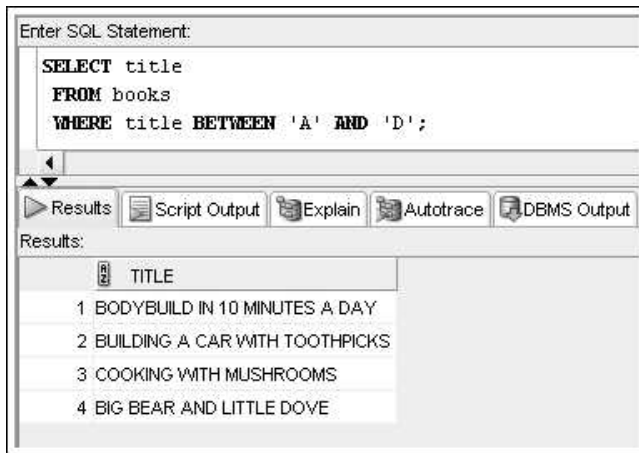 Enter SQL Statement:
SELECT title
FROM books
WHERE title BETWEEN 'A' AND 'D';
Results Script Output Explain Autotrace DBMS Output
Results:
TITLE
1 BODYBUILD IN 10 MINUTES A DAY
2 BUILDING A CAR WITH TOOTHPICKS
3 COOKING WITH MUSHROOMS
4 BIG BEAR AND LITTLE DOVE